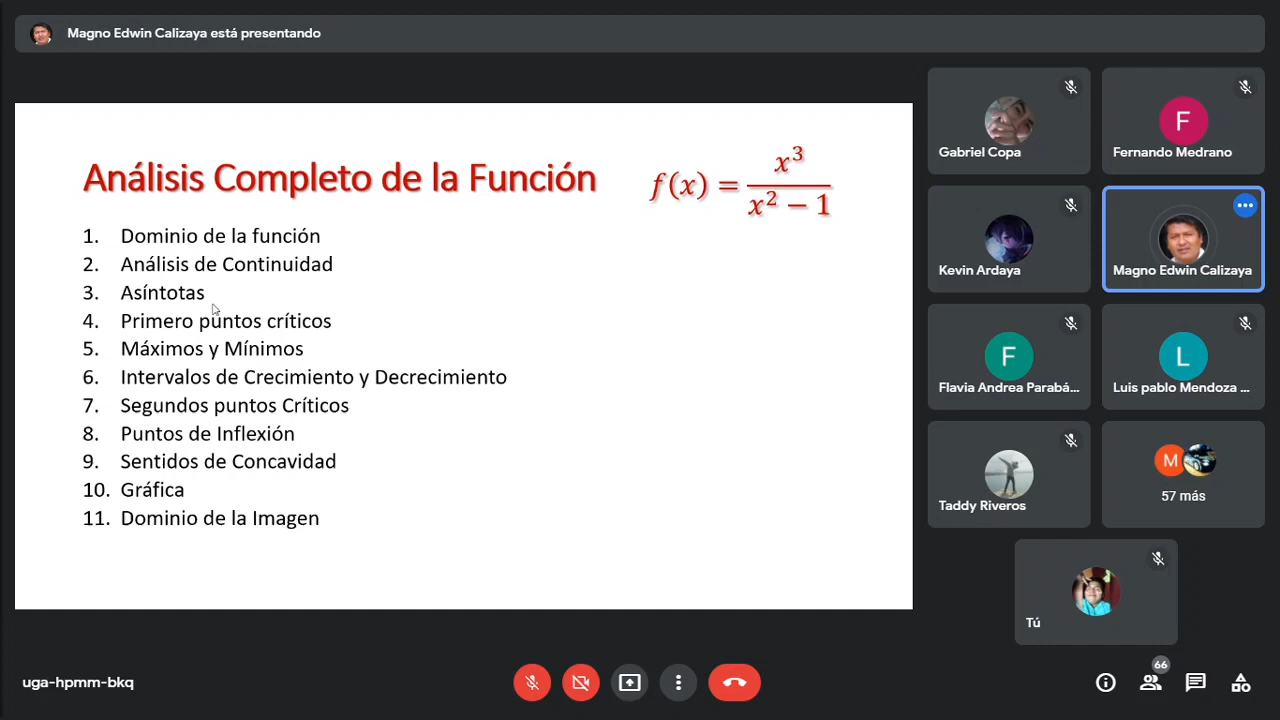 Magno Edwin Calizaya está presentando
Análisis Completo de la Función
f(x) = x³ / (x² − 1)
1. Dominio de la función
2. Análisis de Continuidad
3. Asíntotas
4. Primero puntos críticos
5. Máximos y Mínimos
6. Intervalos de Crecimiento y Decrecimiento
7. Segundos puntos Críticos
8. Puntos de Inflexión
9. Sentidos de Concavidad
10. Gráfica
11. Dominio de la Imagen
Gabriel Copa
F
Fernando Medrano
Kevin Ardaya
Magno Edwin Calizaya
F
Flavia Andrea Parabá...
L
Luis pablo Mendoza ...
Taddy Riveros
M
57 más
Tú
uga-hpmm-bkq
66